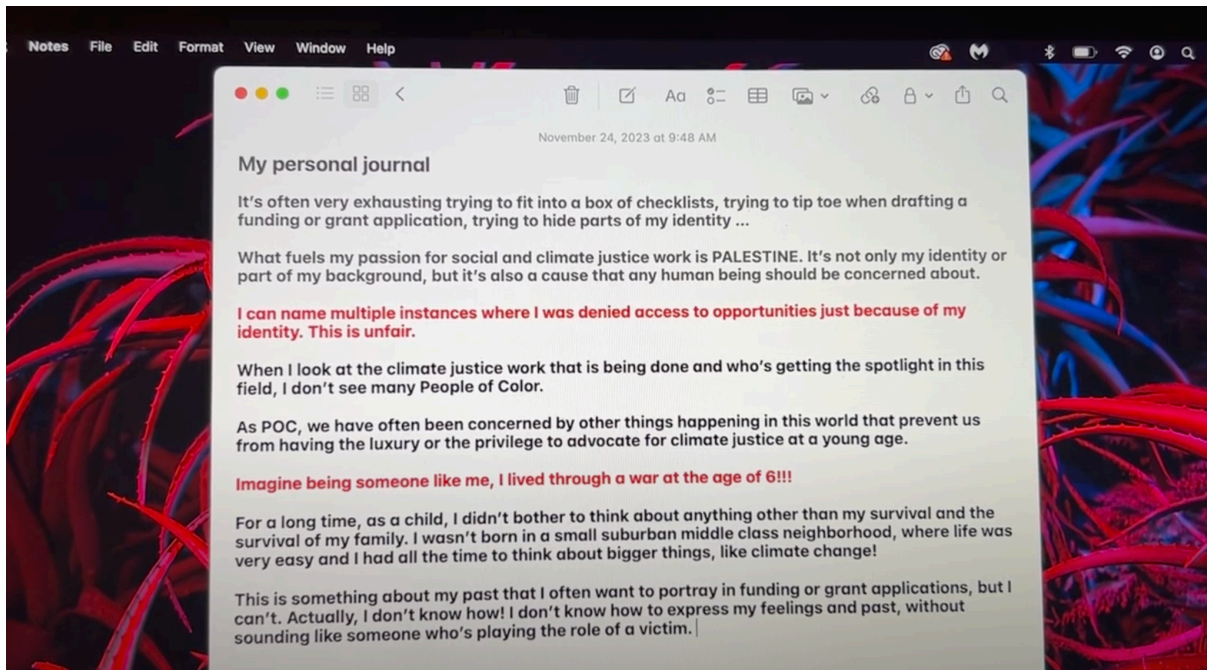 Notes File Edit Format View Window Help
Aa
November 24, 2023 at 9:48 AM
My personal journal
It's often very exhausting trying to fit into a box of checklists, trying to tip toe when drafting a
funding or grant application, trying to hide parts of my identity ...
What fuels my passion for social and climate justice work is PALESTINE. It's not only my identity or
part of my background, but it's also a cause that any human being should be concerned about.
I can name multiple instances where I was denied access to opportunities just because of my
identity. This is unfair.
When I look at the climate justice work that is being done and who's getting the spotlight in this
field, I don't see many People of Color.
As POC, we have often been concerned by other things happening in this world that prevent us
from having the luxury or the privilege to advocate for climate justice at a young age.
Imagine being someone like me, I lived through a war at the age of 6!!!
For a long time, as a child, I didn't bother to think about anything other than my survival and the
survival of my family. I wasn't born in a small suburban middle class neighborhood, where life was
very easy and I had all the time to think about bigger things, like climate change!
This is something about my past that I often want to portray in funding or grant applications, but I
can't. Actually, I don't know how! I don't know how to express my feelings and past, without
sounding like someone who's playing the role of a victim.